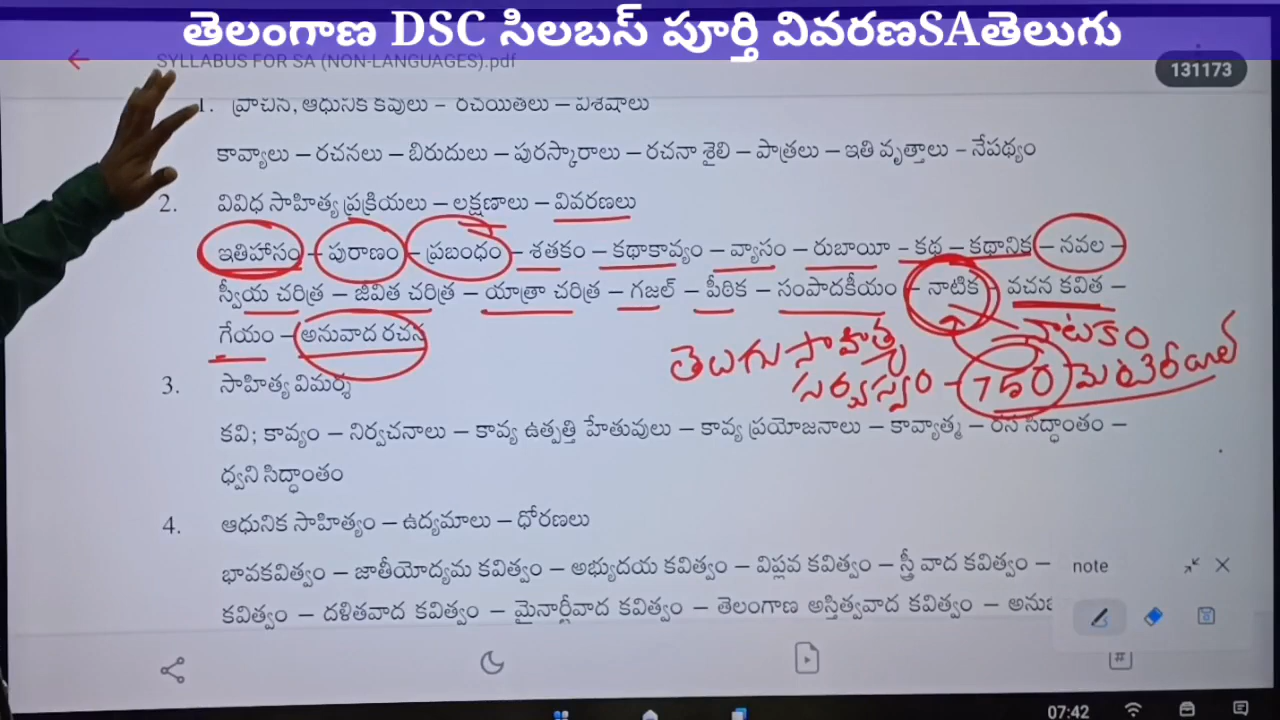 తెలంగాణ DSC సిలబస్ పూర్తి వివరణSAతెలుగు
SYLLABUS FOR SA (NON-LANGUAGES).pdf
131173
1. ప్రాచీన, ఆధునిక కవులు – రచయితలు – విశేషాలు
కావ్యాలు – రచనలు – బిరుదులు – పురస్కారాలు – రచనా శైలి – పాత్రలు – ఇతి వృత్తాలు – నేపథ్యం
2. వివిధ సాహిత్య ప్రక్రియలు – లక్షణాలు – వివరణలు
ఇతిహాసం – పురాణం – ప్రబంధం – శతకం – కథాకావ్యం – వ్యాసం – రుబాయీ – కథ – కథానిక – నవల –
స్వీయ చరిత్ర – జీవిత చరిత్ర – యాత్రా చరిత్ర – గజల్ – పీఠిక – సంపాదకీయం – నాటిక – వచన కవిత –
నాటకం
గేయం – అనువాద రచన
తెలుగు సాహిత్య
సర్వస్వం – TDR మెటీరియల్
3. సాహిత్య విమర్శ
కవి; కావ్యం – నిర్వచనాలు – కావ్య ఉత్పత్తి హేతువులు – కావ్య ప్రయోజనాలు – కావ్యాత్మ – రస సిద్ధాంతం –
ధ్వని సిద్ధాంతం
4. ఆధునిక సాహిత్యం – ఉద్యమాలు – ధోరణలు
భావకవిత్వం – జాతీయోద్యమ కవిత్వం – అభ్యుదయ కవిత్వం – విప్లవ కవిత్వం – స్త్రీ వాద కవిత్వం –
note
కవిత్వం – దళితవాద కవిత్వం – మైనార్టీవాద కవిత్వం – తెలంగాణ అస్తిత్వవాద కవిత్వం –
07:42